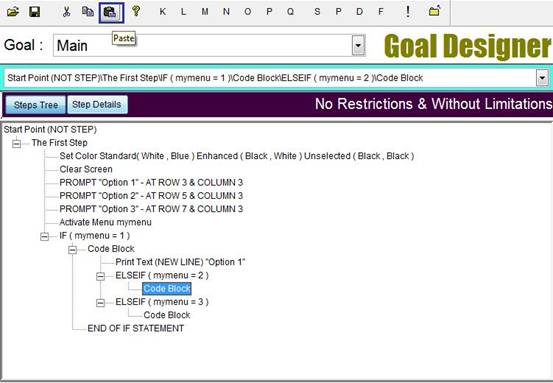 K L M N O P Q S P D F !
Paste
Goal : Main Goal Designer
Start Point (NOT STEP)\The First Step\IF ( mymenu = 1 )\Code Block\ELSEIF ( mymenu = 2 )\Code Block
Steps Tree Step Details No Restrictions & Without Limitations
Start Point (NOT STEP)
The First Step
Set Color Standard( White , Blue ) Enhanced ( Black , White ) Unselected ( Black , Black )
Clear Screen
PROMPT "Option 1" - AT ROW 3 & COLUMN 3
PROMPT "Option 2" - AT ROW 5 & COLUMN 3
PROMPT "Option 3" - AT ROW 7 & COLUMN 3
Activate Menu mymenu
IF ( mymenu = 1 )
Code Block
Print Text (NEW LINE) "Option 1"
ELSEIF ( mymenu = 2 )
Code Block
ELSEIF ( mymenu = 3 )
Code Block
END OF IF STATEMENT